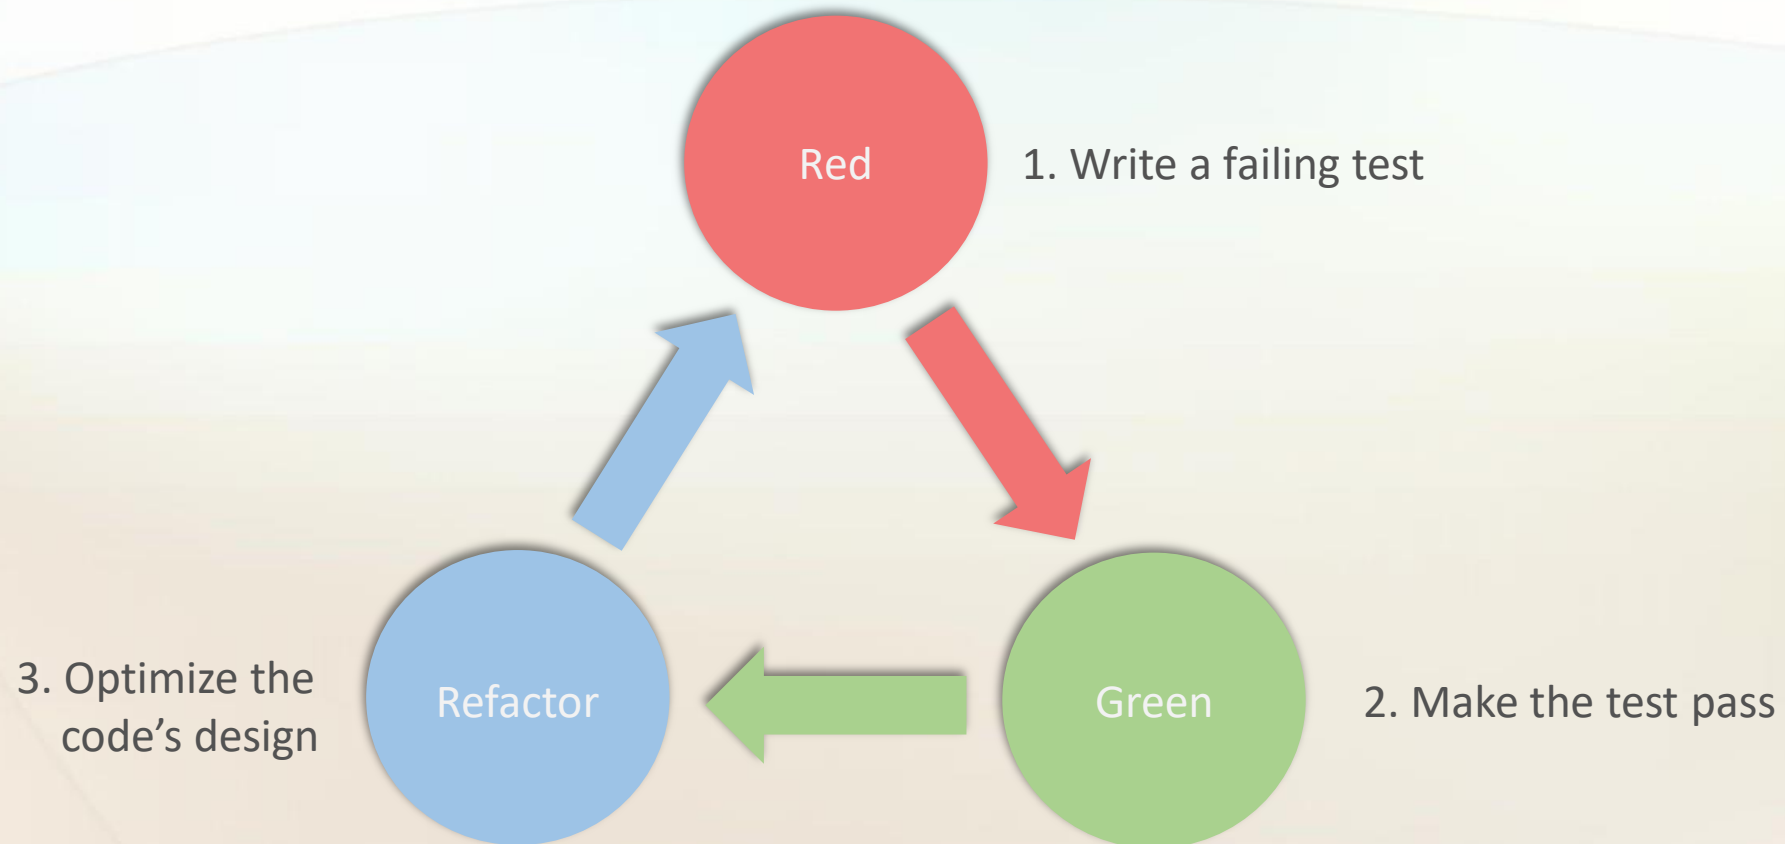 Red
1. Write a failing test
3. Optimize the
code’s design
Refactor
Green
2. Make the test pass